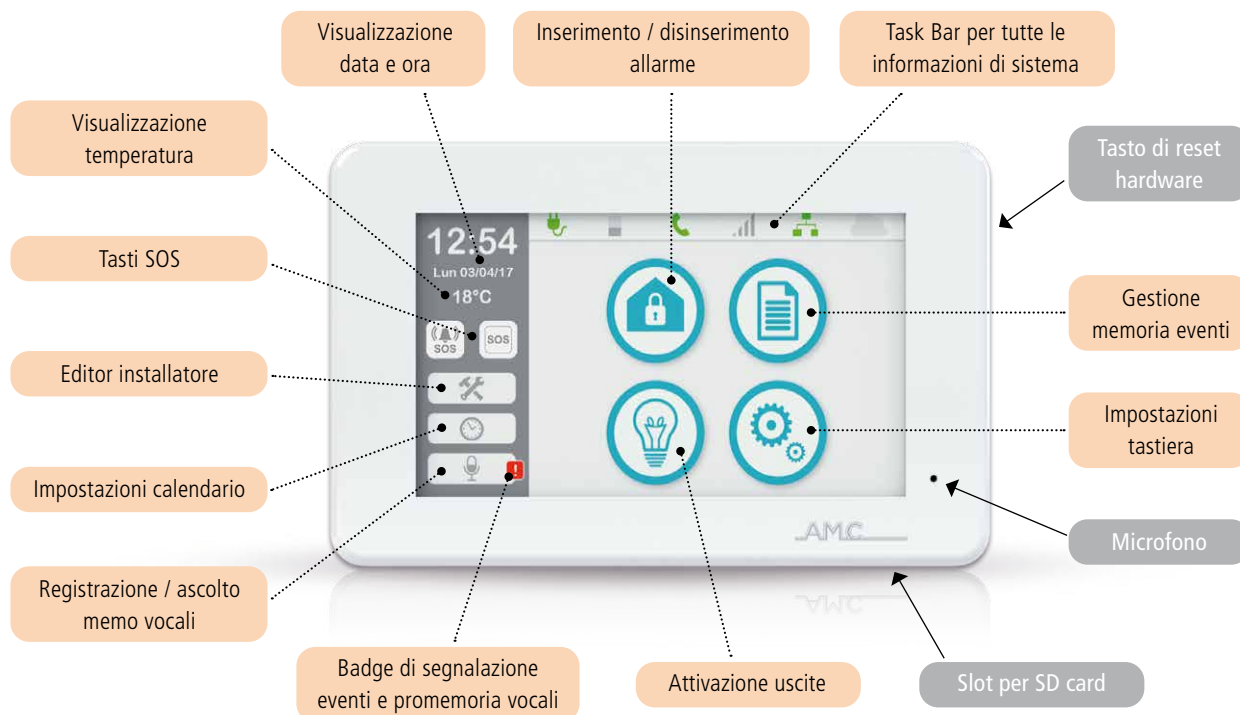 Visualizzazione
data e ora
Inserimento / disinserimento
allarme
Task Bar per tutte le
informazioni di sistema
Visualizzazione
temperatura
Tasto di reset
hardware
12:54
Lun 03/04/17
18°C
Tasti SOS
SOS
SOS
Gestione
memoria eventi
Editor installatore
Impostazioni
tastiera
Impostazioni calendario
!
AMC
Microfono
AMC
Registrazione / ascolto
memo vocali
Badge di segnalazione
eventi e promemoria vocali
Attivazione uscite
Slot per SD card